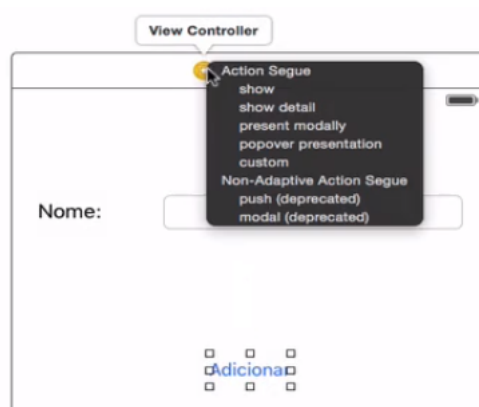 View Controller
Action Segue
show
show detail
present modally
popover presentation
custom
Non-Adaptive Action Segue
push (deprecated)
modal (deprecated)
Nome:
Adicionar